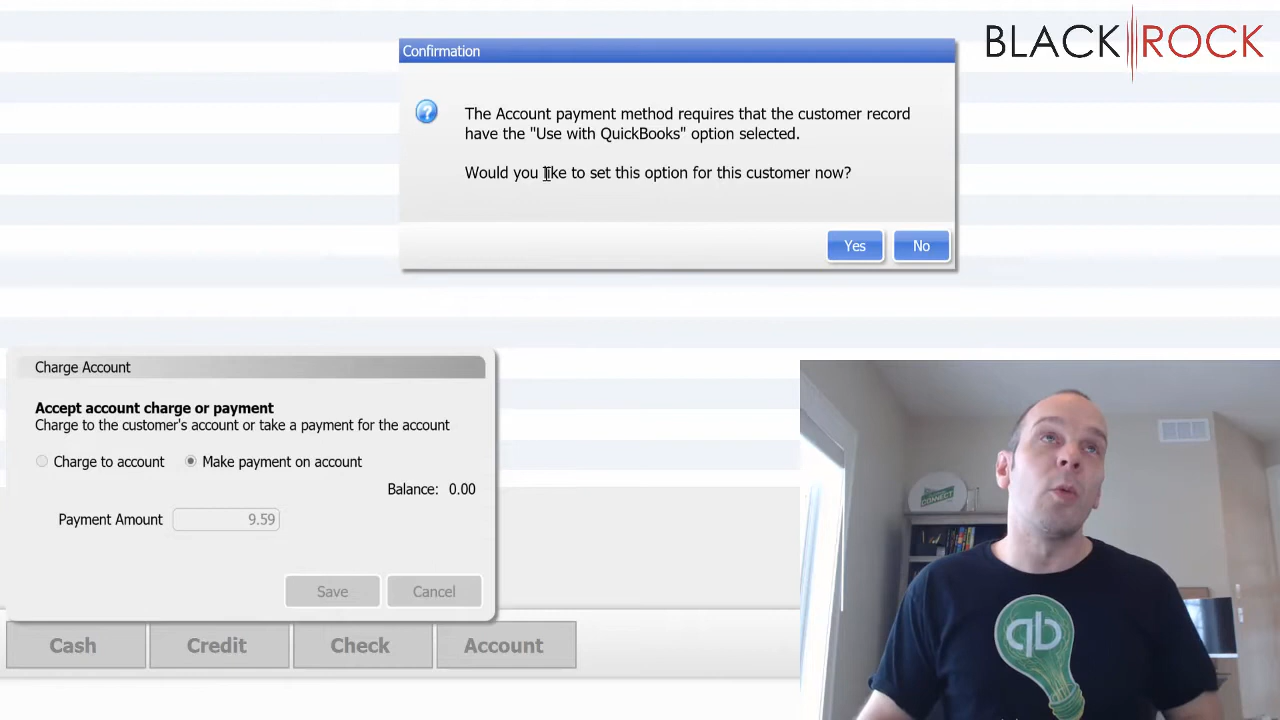 BLACK ROCK
Confirmation
The Account payment method requires that the customer record
have the "Use with QuickBooks" option selected.
Would you like to set this option for this customer now?
Yes
No
Charge Account
Accept account charge or payment
Charge to the customer's account or take a payment for the account
Charge to account
Make payment on account
Balance: 0.00
Payment Amount 9.59
Save
Cancel
Cash
Credit
Check
Account
CONNECT
qb